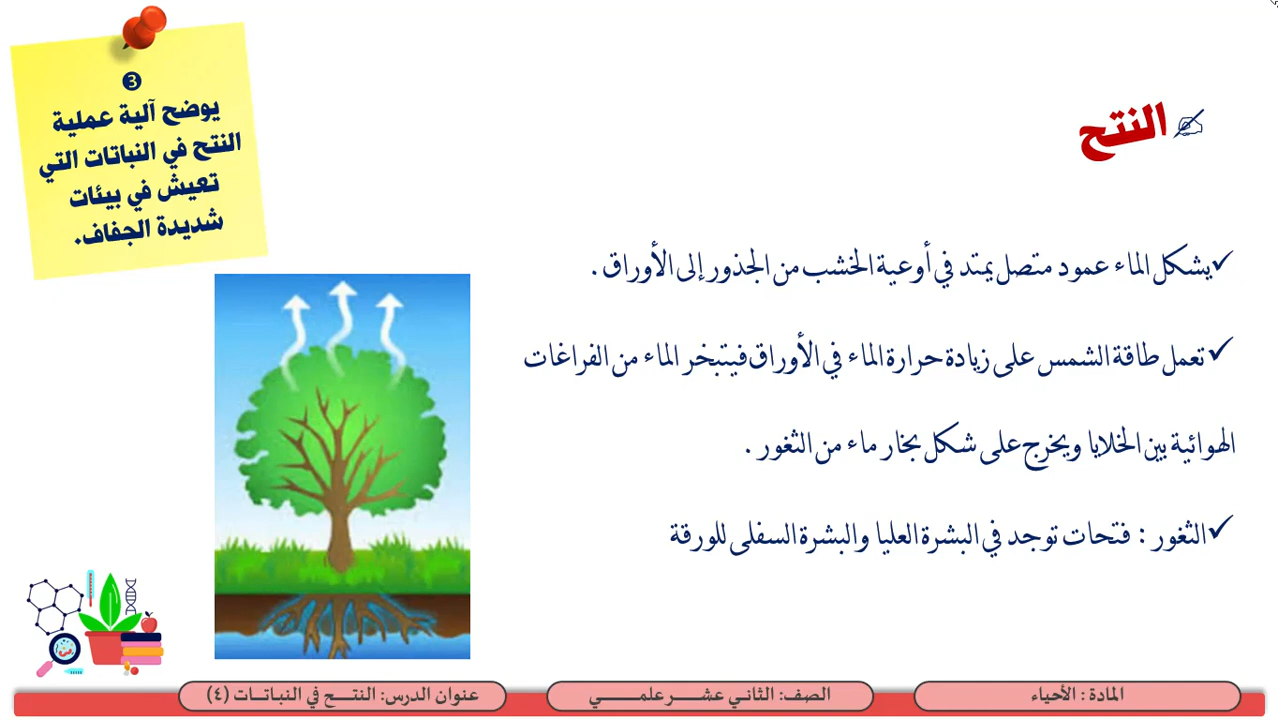 ❸
يوضح آلية عملية
النتح في النباتات التي
تعيش في بيئات
شديدة الجفاف.
✍ النتح
✓ يشكل الماء عمود متصل يمتد في أوعية الخشب من الجذور إلى الأوراق .
✓ تعمل طاقة الشمس على زيادة حرارة الماء في الأوراق فيتبخر الماء من الفراغات
الهوائية بين الخلايا ويخرج على شكل بخار ماء من الثغور .
✓ الثغور : فتحات توجد في البشرة العليا والبشرة السفلى للورقة
المادة : الأحياء
الصف: الثاني عشر علمي
عنوان الدرس: النتح في النباتات (٤)